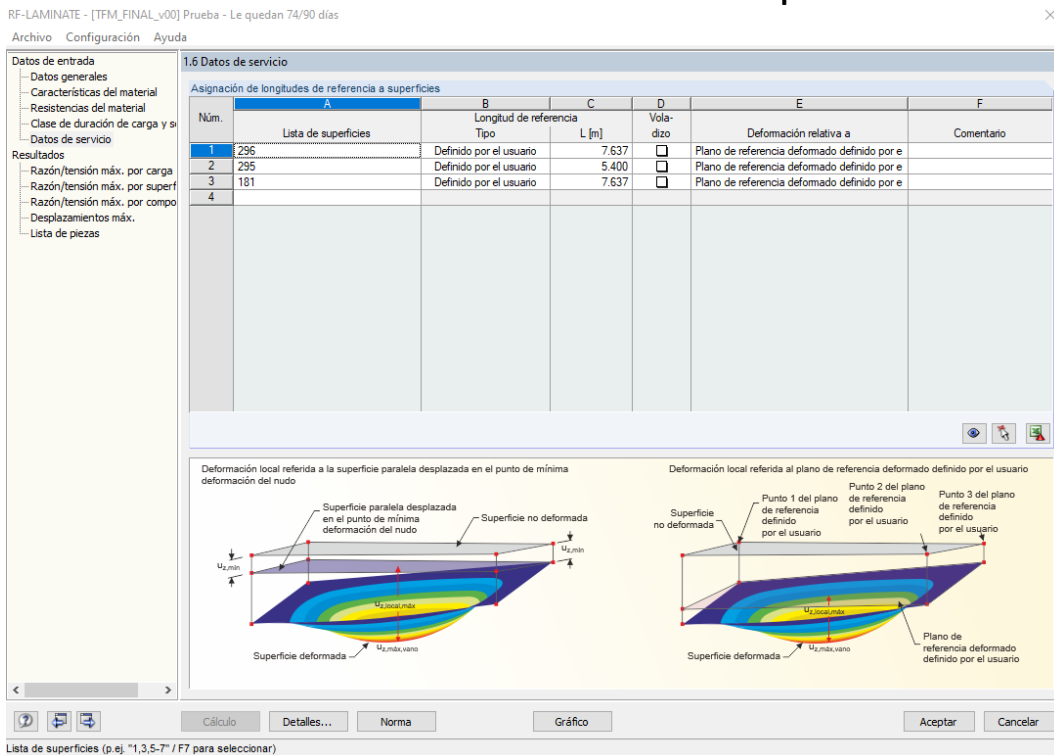 RF-LAMINATE - [TFM_FINAL_v00] Prueba - Le quedan 74/90 días
Archivo Configuración Ayuda
Datos de entrada
Datos generales
Características del material
Resistencias del material
Clase de duración de carga y se
Datos de servicio
Resultados
Razón/tensión máx. por carga
Razón/tensión máx. por superf
Razón/tensión máx. por compo
Desplazamientos máx.
Lista de piezas
1.6 Datos de servicio
Asignación de longitudes de referencia a superficies
A B C D E F
Núm. Longitud de referencia Vola-
Lista de superficies Tipo L [m] dizo Deformación relativa a Comentario
1 296 Definido por el usuario 7.637 Plano de referencia deformado definido por e
2 295 Definido por el usuario 5.400 Plano de referencia deformado definido por e
3 181 Definido por el usuario 7.637 Plano de referencia deformado definido por e
4
Deformación local referida a la superficie paralela desplazada en el punto de mínima
deformación del nudo
Superficie paralela desplazada
en el punto de mínima
deformación del nudo
Superficie no deformada
uz,min
uz,min
uz,local,máx
uz,máx,vano
Superficie deformada
Deformación local referida al plano de referencia deformado definido por el usuario
Superficie
no deformada
Punto 1 del plano
de referencia
definido
por el usuario
Punto 2 del plano
de referencia
definido
por el usuario
Punto 3 del plano
de referencia
definido
por el usuario
uz,local,máx
uz,máx,vano
Superficie deformada
Plano de
referencia deformado
definido por el usuario
Cálculo Detalles... Norma Gráfico Aceptar Cancelar
Lista de superficies (p.ej. "1,3,5-7" / F7 para seleccionar)